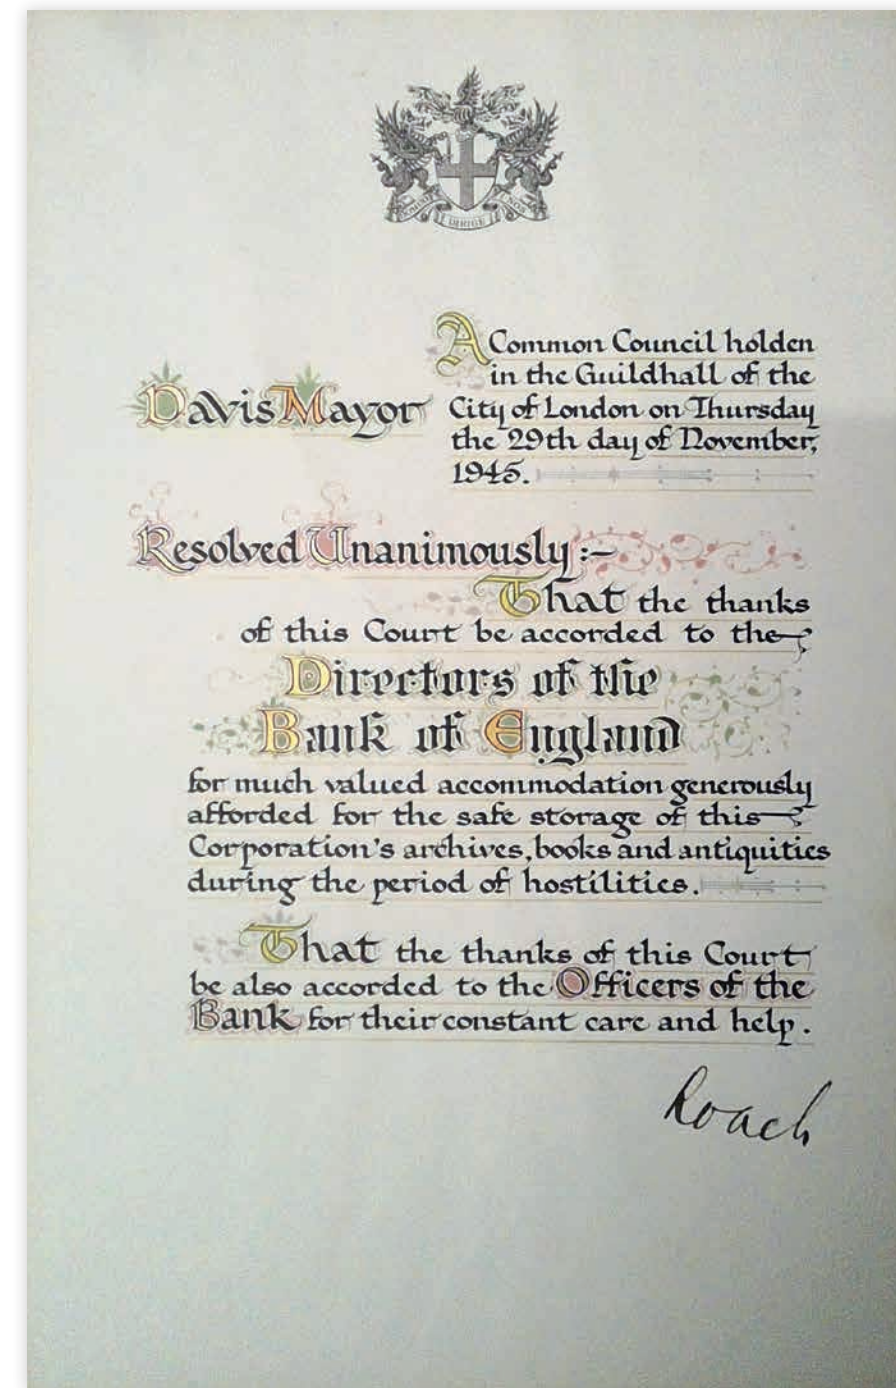 DOMINE DIRIGE NOS
A Common Council holden
in the Guildhall of the
Davis Mayor City of London on Thursday
the 29th day of November,
1945.
Resolved Unanimously :-
That the thanks
of this Court be accorded to the
Directors of the
Bank of England
for much valued accommodation generously
afforded for the safe storage of this
Corporation's archives, books and antiquities
during the period of hostilities.
That the thanks of this Court
be also accorded to the Officers of the
Bank for their constant care and help.
Roach